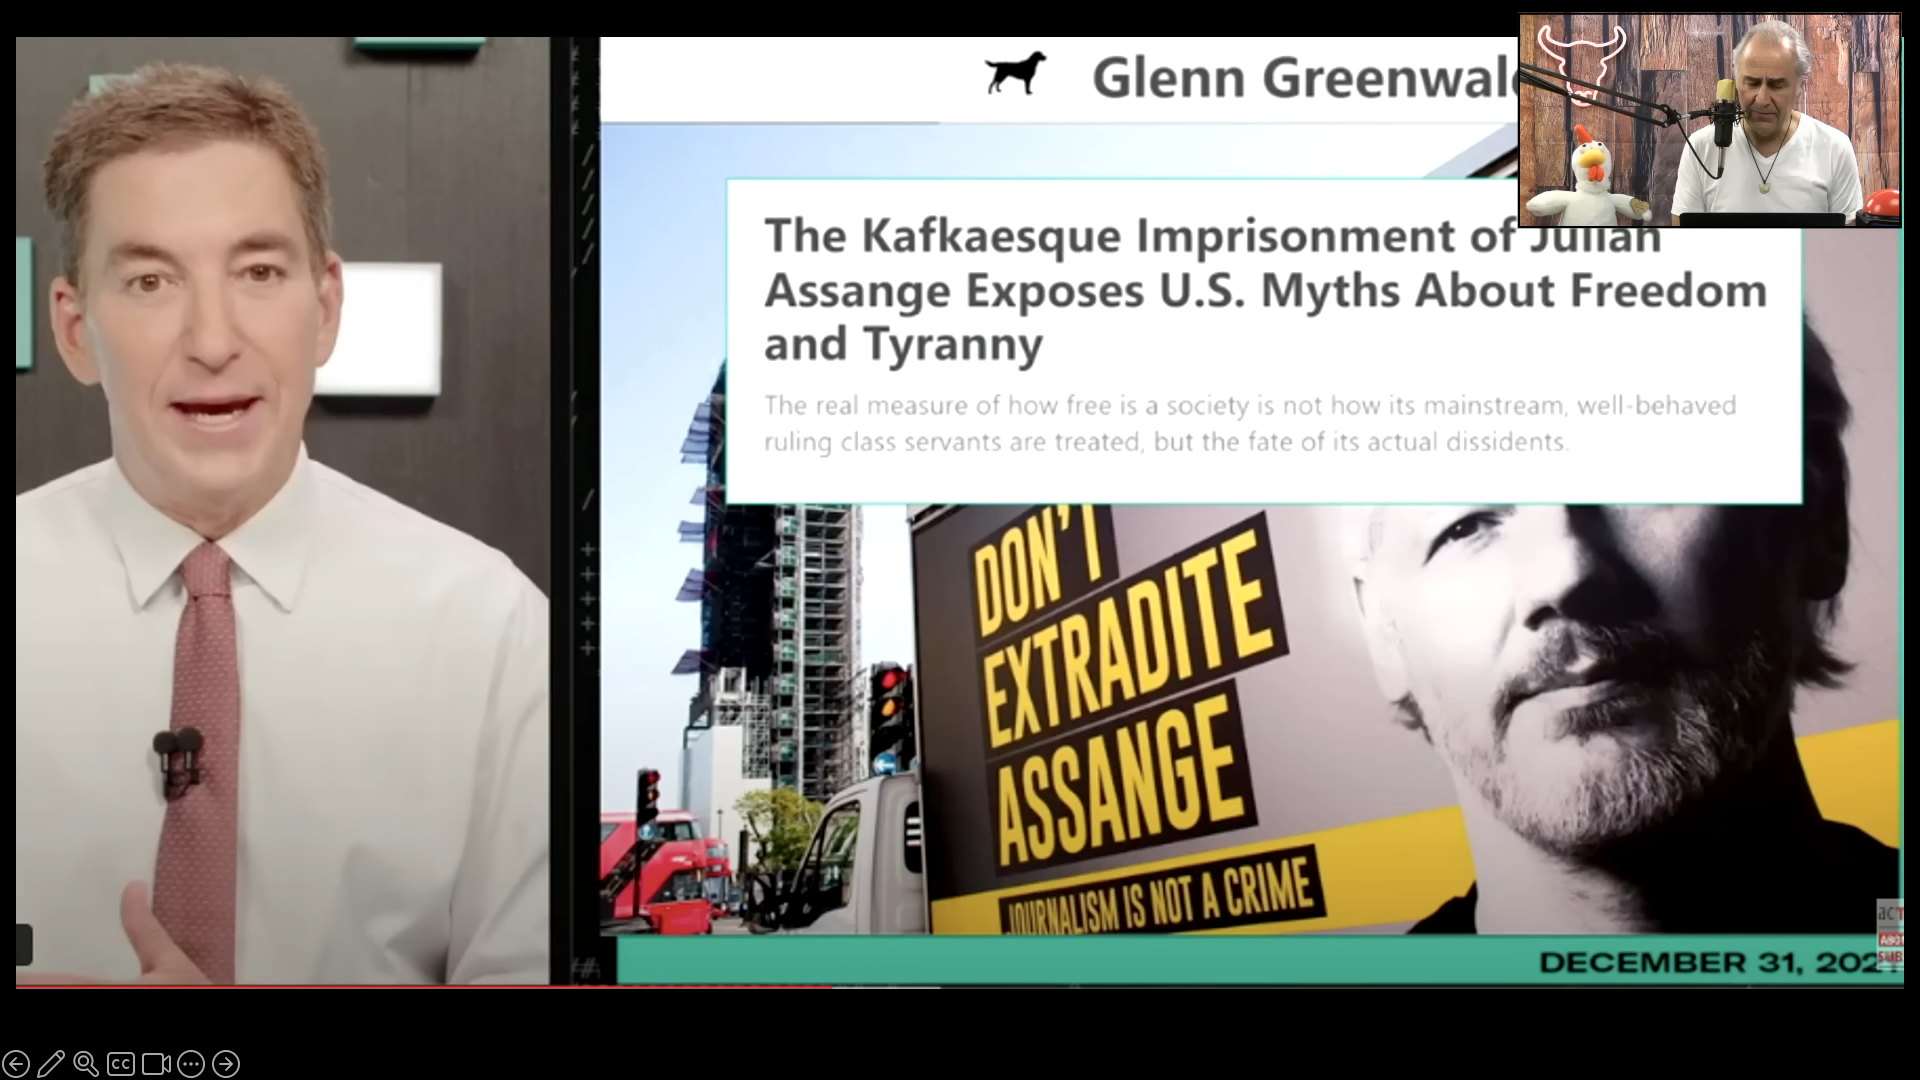 Glenn Greenwald
The Kafkaesque Imprisonment of Julian
Assange Exposes U.S. Myths About Freedom
and Tyranny
The real measure of how free is a society is not how its mainstream, well-behaved
ruling class servants are treated, but the fate of its actual dissidents.
DON'T
EXTRADITE
ASSANGE
JOURNALISM IS NOT A CRIME
DECEMBER 31, 202
CC